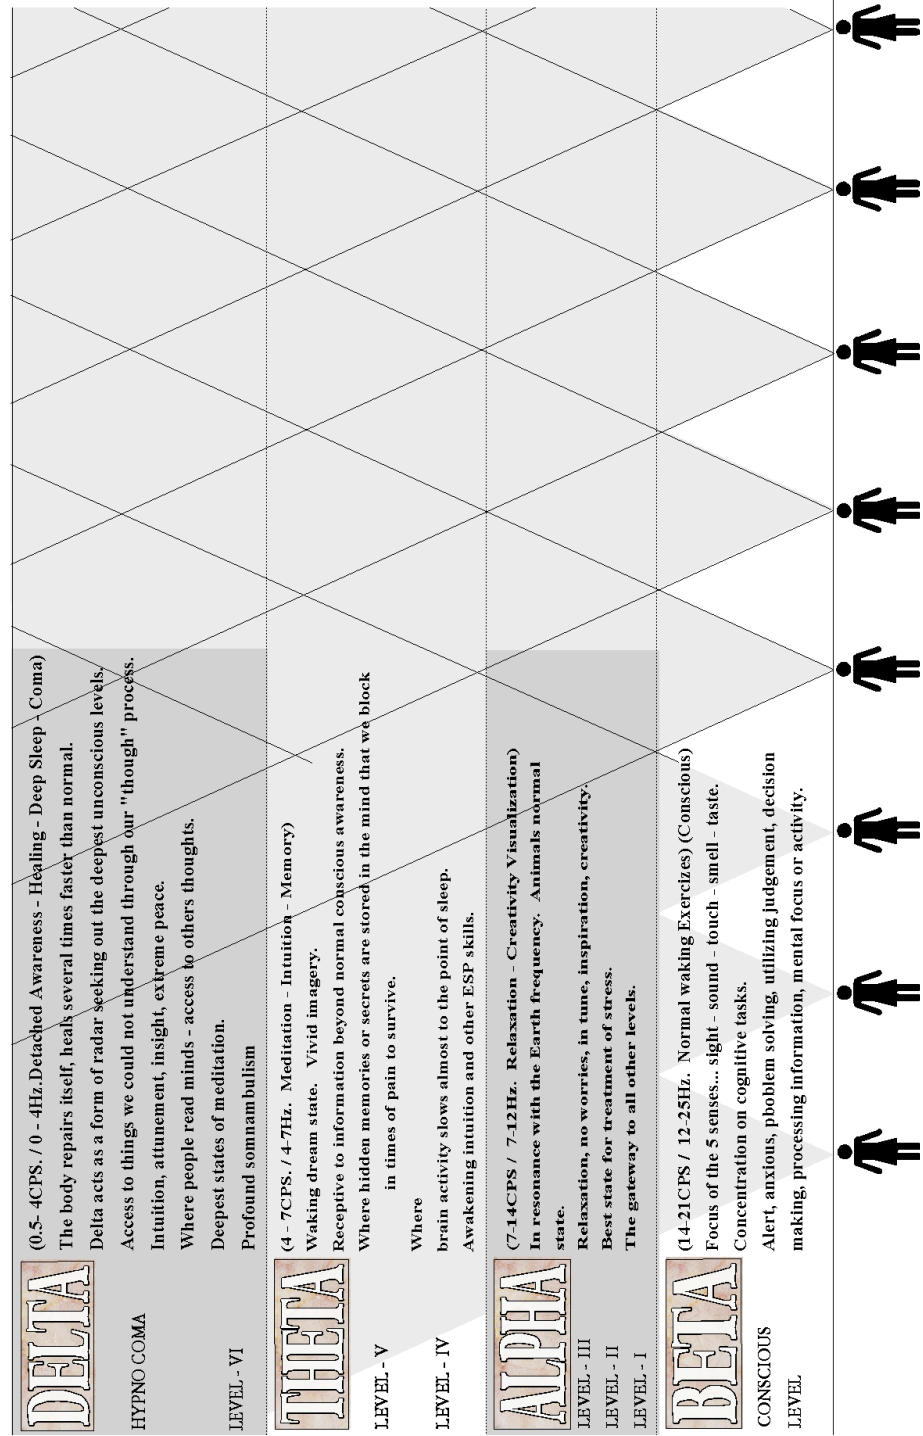 DELTA
(0.5- 4CPS. / 0 - 4Hz.Detached Awareness - Healing - Deep Sleep - Coma)
The body repairs itself, heals several times faster than normal.
Delta acts as a form of radar seeking out the deepest unconscious levels.
Access to things we could not understand through our "though" process.
Intuition, attunement, insight, extreme peace.
Where people read minds - access to others thoughts.
Deepest states of meditation.
Profound somnambulism
HYPNO COMA
LEVEL - VI
THETA
(4 - 7CPS. / 4-7Hz.  Meditation - Intuition - Memory)
Waking dream state.  Vivid imagery.
Receptive to information beyond normal conscious awareness.
Where hidden memories or secrets are stored in the mind that we block
in times of pain to survive.
Where
brain activity slows almost to the point of sleep.
Awakening intuition and other ESP skills.
LEVEL - V
LEVEL - IV
ALPHA
(7-14CPS / 7-12Hz.  Relaxation - Creativity Visualization)
In resonance with the Earth frequency.  Animals normal
state.
Relaxation, no worries, in tune, inspiration, creativity.
Best state for treatment of stress.
The gateway to all other levels.
LEVEL - III
LEVEL - II
LEVEL - I
BETA
(14-21CPS / 12-25Hz.  Normal waking Exercizes) (Conscious)
Focus of the 5 senses... sight - sound - touch - smell - taste.
Concentration on cognitive tasks.
Alert, anxious, pboblem solving, utilizing judgement, decision
making, processing information, mental focus or activity.
CONSCIOUS
LEVEL